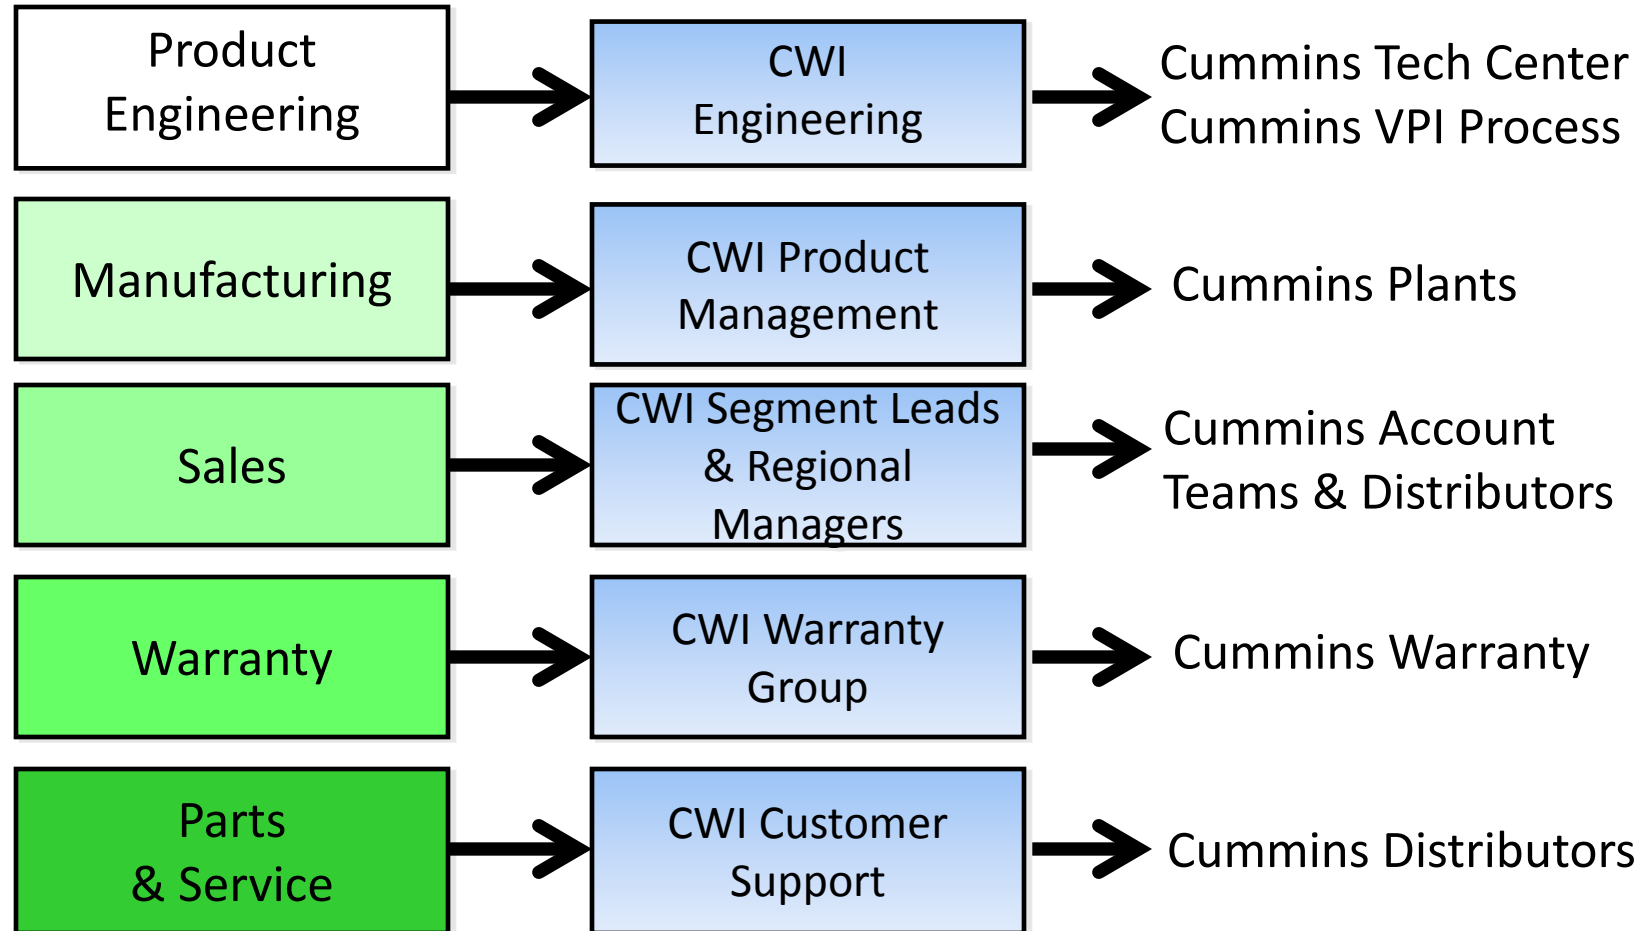 Product
Engineering
CWI
Engineering
Cummins Tech Center
Cummins VPI Process
Manufacturing
CWI Product
Management
Cummins Plants
Sales
CWI Segment Leads
& Regional
Managers
Cummins Account
Teams & Distributors
Warranty
CWI Warranty
Group
Cummins Warranty
Parts
& Service
CWI Customer
Support
Cummins Distributors